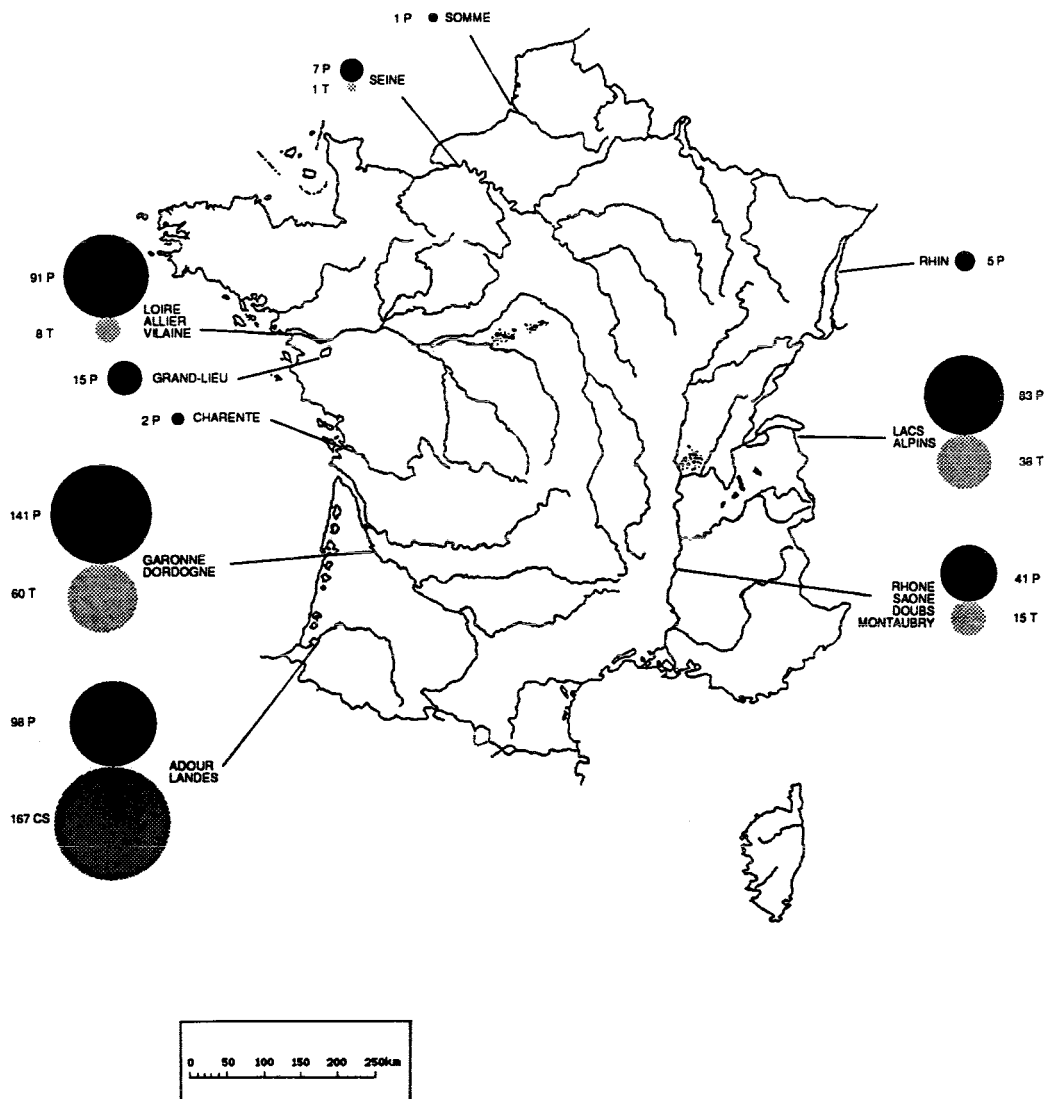 1 P SOMME
7 P
1 T
SEINE
91 P
8 T
LOIRE
ALLIER
VILAINE
15 P GRAND-LIEU
2 P CHARENTE
141 P
60 T
GARONNE
DORDOGNE
98 P
167 CS
ADOUR
LANDES
RHIN 5 P
LACS
ALPINS
83 P
38 T
RHONE
SAONE
DOUBS
MONTAUBRY
41 P
15 T
0 50 100 150 200 250km